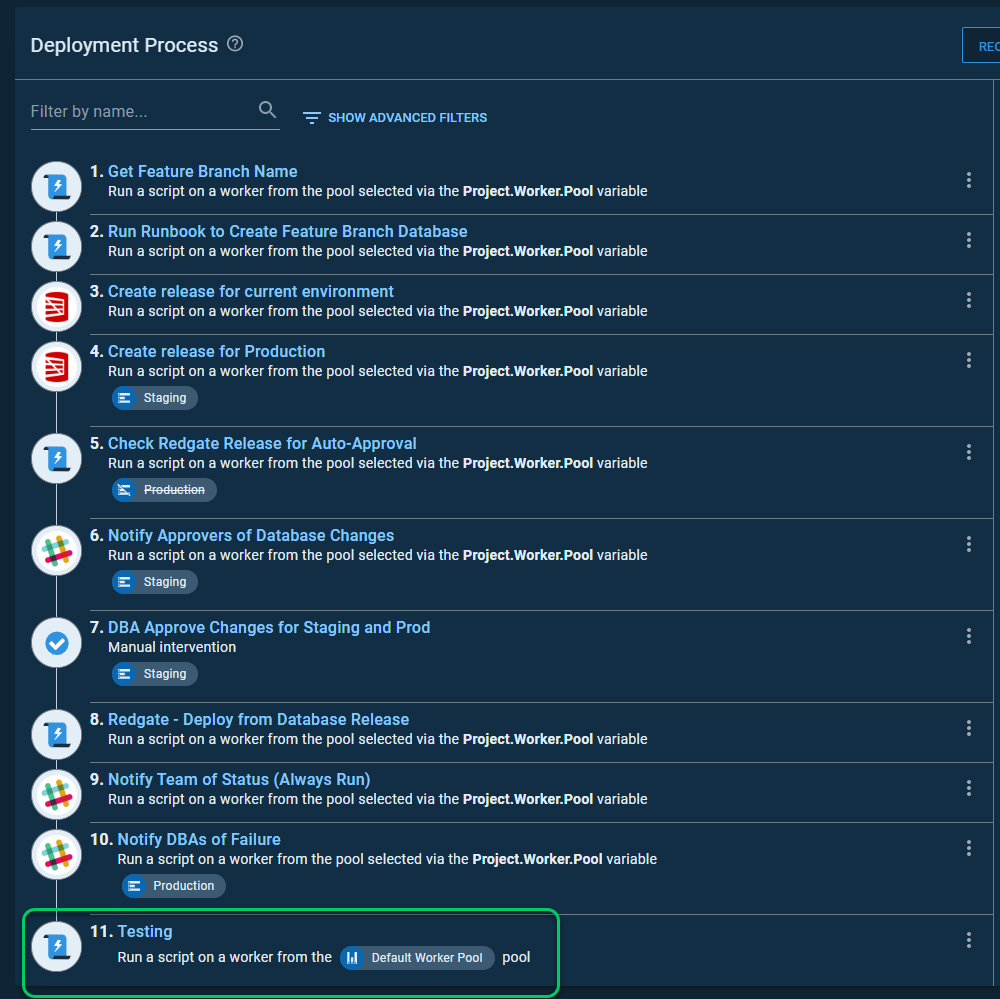 Deployment Process
REC
Filter by name...
SHOW ADVANCED FILTERS
1. Get Feature Branch Name
Run a script on a worker from the pool selected via the Project.Worker.Pool variable
2. Run Runbook to Create Feature Branch Database
Run a script on a worker from the pool selected via the Project.Worker.Pool variable
3. Create release for current environment
Run a script on a worker from the pool selected via the Project.Worker.Pool variable
4. Create release for Production
Run a script on a worker from the pool selected via the Project.Worker.Pool variable
Staging
5. Check Redgate Release for Auto-Approval
Run a script on a worker from the pool selected via the Project.Worker.Pool variable
Production
6. Notify Approvers of Database Changes
Run a script on a worker from the pool selected via the Project.Worker.Pool variable
Staging
7. DBA Approve Changes for Staging and Prod
Manual intervention
Staging
8. Redgate - Deploy from Database Release
Run a script on a worker from the pool selected via the Project.Worker.Pool variable
9. Notify Team of Status (Always Run)
Run a script on a worker from the pool selected via the Project.Worker.Pool variable
10. Notify DBAs of Failure
Run a script on a worker from the pool selected via the Project.Worker.Pool variable
Production
11. Testing
Run a script on a worker from the Default Worker Pool pool